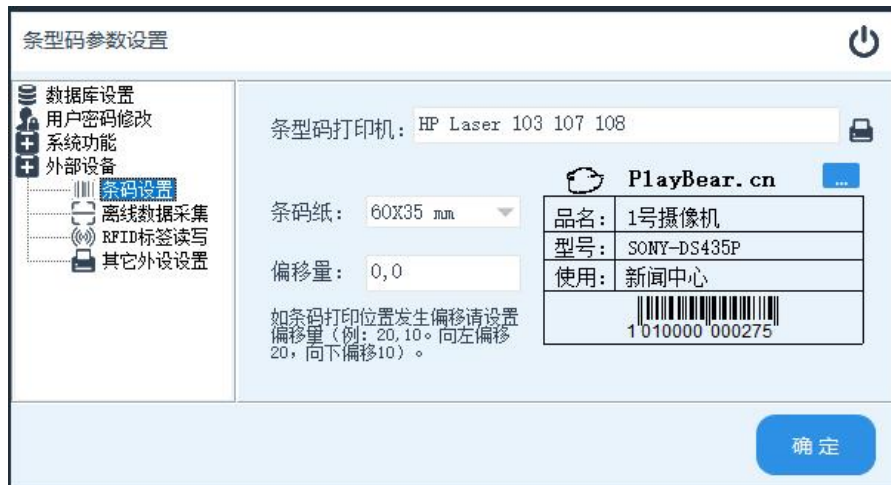 条型码参数设置
数据库设置
用户密码修改
系统功能
外部设备
条码设置
离线数据采集
RFID标签读写
其它外设设置
条型码打印机：HP Laser 103 107 108
条码纸：60X35 mm
偏移量：0,0
如条码打印位置发生偏移请设置
偏移量（例：20,10。向左偏移
20，向下偏移10）。
PlayBear.cn
...
品名：1号摄像机
型号：SONY-DS435P
使用：新闻中心
1 010000 000275
确定